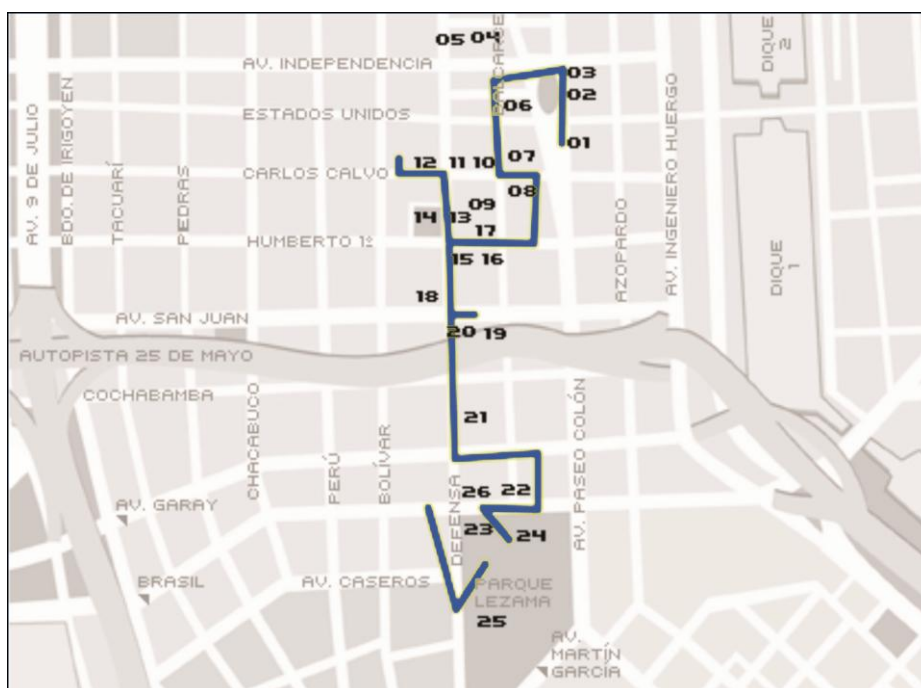 05 04
BALCARCE
DIQUE 2
AV. INDEPENDENCIA
03
02
06
ESTADOS UNIDOS
01
AV. 9 DE JULIO
BDO. DE IRIGOYEN
TACUARÍ
PIEDRAS
12 11 10 07
CARLOS CALVO
08
09
14 13
17
HUMBERTO 1º
AZOPARDO
AV. INGENIERO HUERGO
DIQUE 1
15 16
18
AV. SAN JUAN
20 19
AUTOPISTA 25 DE MAYO
COCHABAMBA
CHACABUCO
PERÚ
BOLÍVAR
21
DEFENSA
AV. PASEO COLÓN
26 22
AV. GARAY
23 24
BRASIL
AV. CASEROS
PARQUE
LEZAMA
25
AV.
MARTÍN
GARCÍA